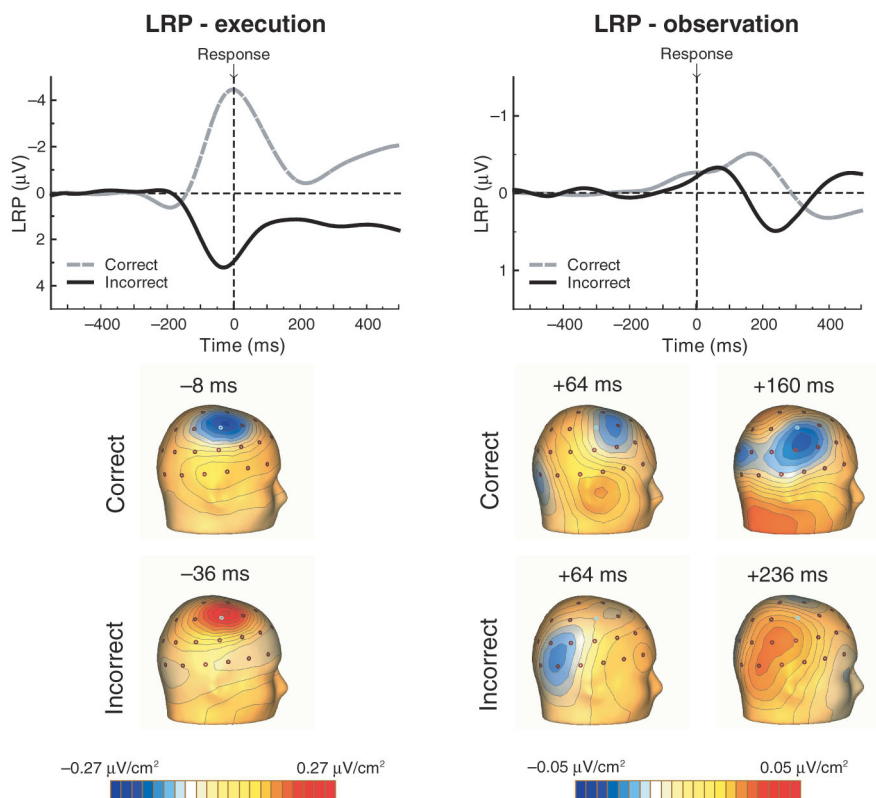 LRP - execution
Response
–4
–2
0
2
4
LRP (µV)
Correct
Incorrect
–400 –200 0 200 400
Time (ms)
LRP - observation
Response
–1
0
1
LRP (µV)
Correct
Incorrect
–400 –200 0 200 400
Time (ms)
Correct
–8 ms
Incorrect
–36 ms
–0.27 µV/cm² 0.27 µV/cm²
Correct
+64 ms +160 ms
Incorrect
+64 ms +236 ms
–0.05 µV/cm² 0.05 µV/cm²